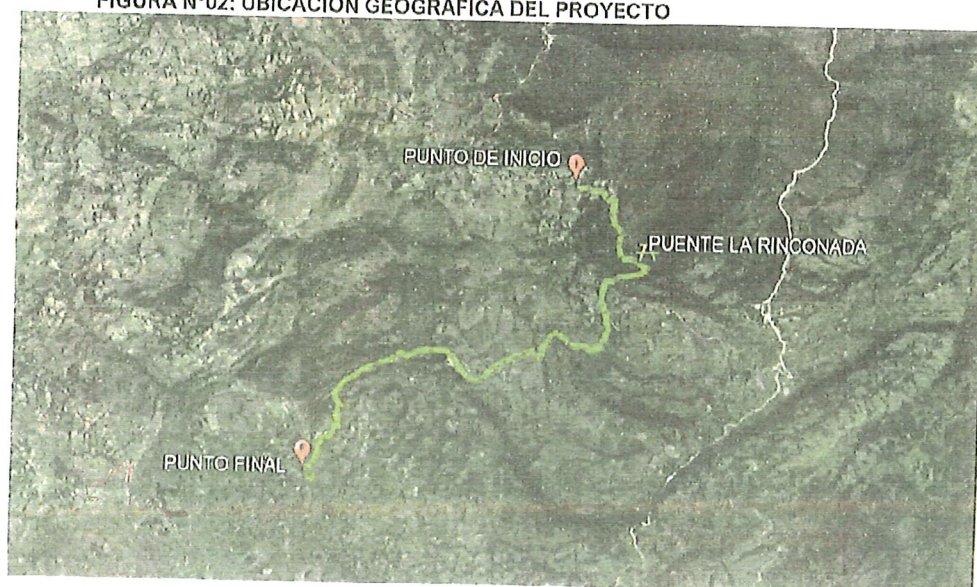 FIGURA N°02: UBICACIÓN GEOGRÁFICA DEL PROYECTO
PUNTO DE INICIO
PUENTE LA RINCONADA
PUNTO FINAL